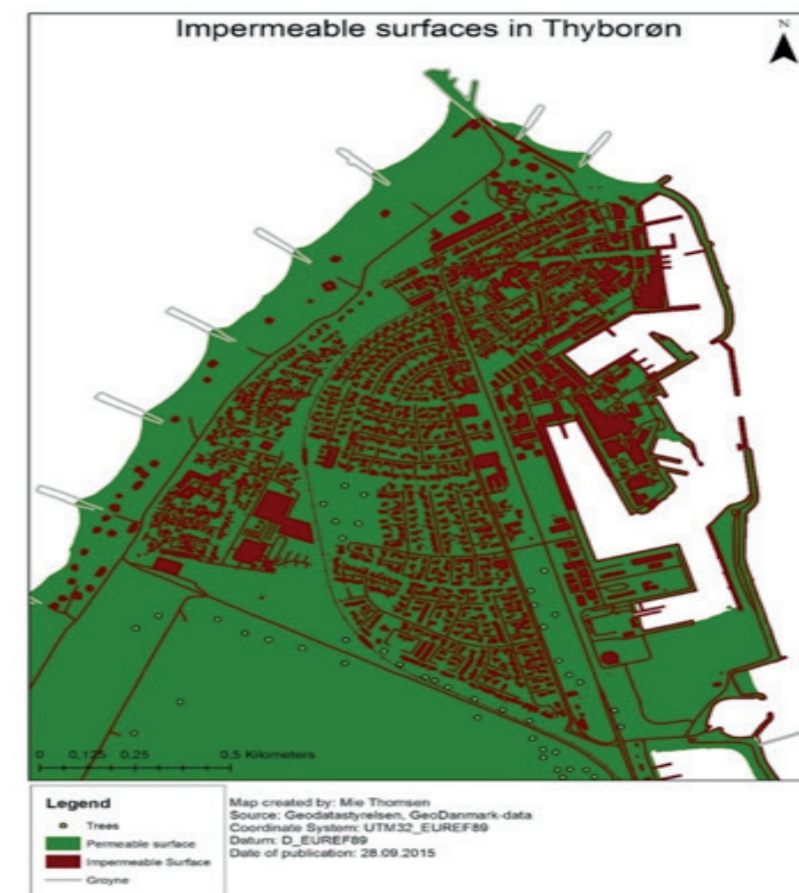 Impermeable surfaces in Thyborøn
N
0 0,125 0,25 0,5 Kilometers
Legend
Trees
Permeable surface
Impermeable Surface
Groyne
Map created by: Mie Thomsen
Source: Geodatastyrelsen, GeoDanmark-data
Coordinate System: UTM32_EUREF89
Datum: D_EUREF89
Date of publication: 28.09.2015